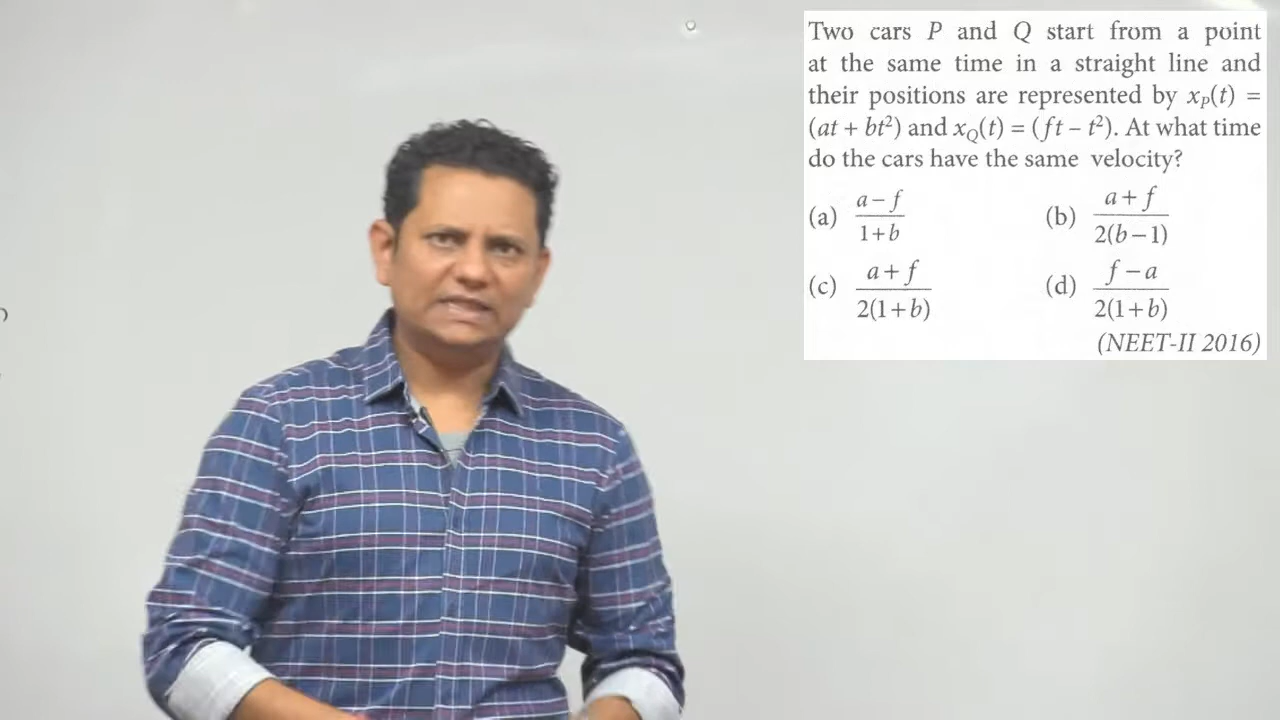 Two cars P and Q start from a point
at the same time in a straight line and
their positions are represented by xP(t) =
(at + bt²) and xQ(t) = (ft – t²). At what time
do the cars have the same velocity?
(a) (a – f)/(1 + b) (b) (a + f)/(2(b – 1))
(c) (a + f)/(2(1 + b)) (d) (f – a)/(2(1 + b))
(NEET-II 2016)